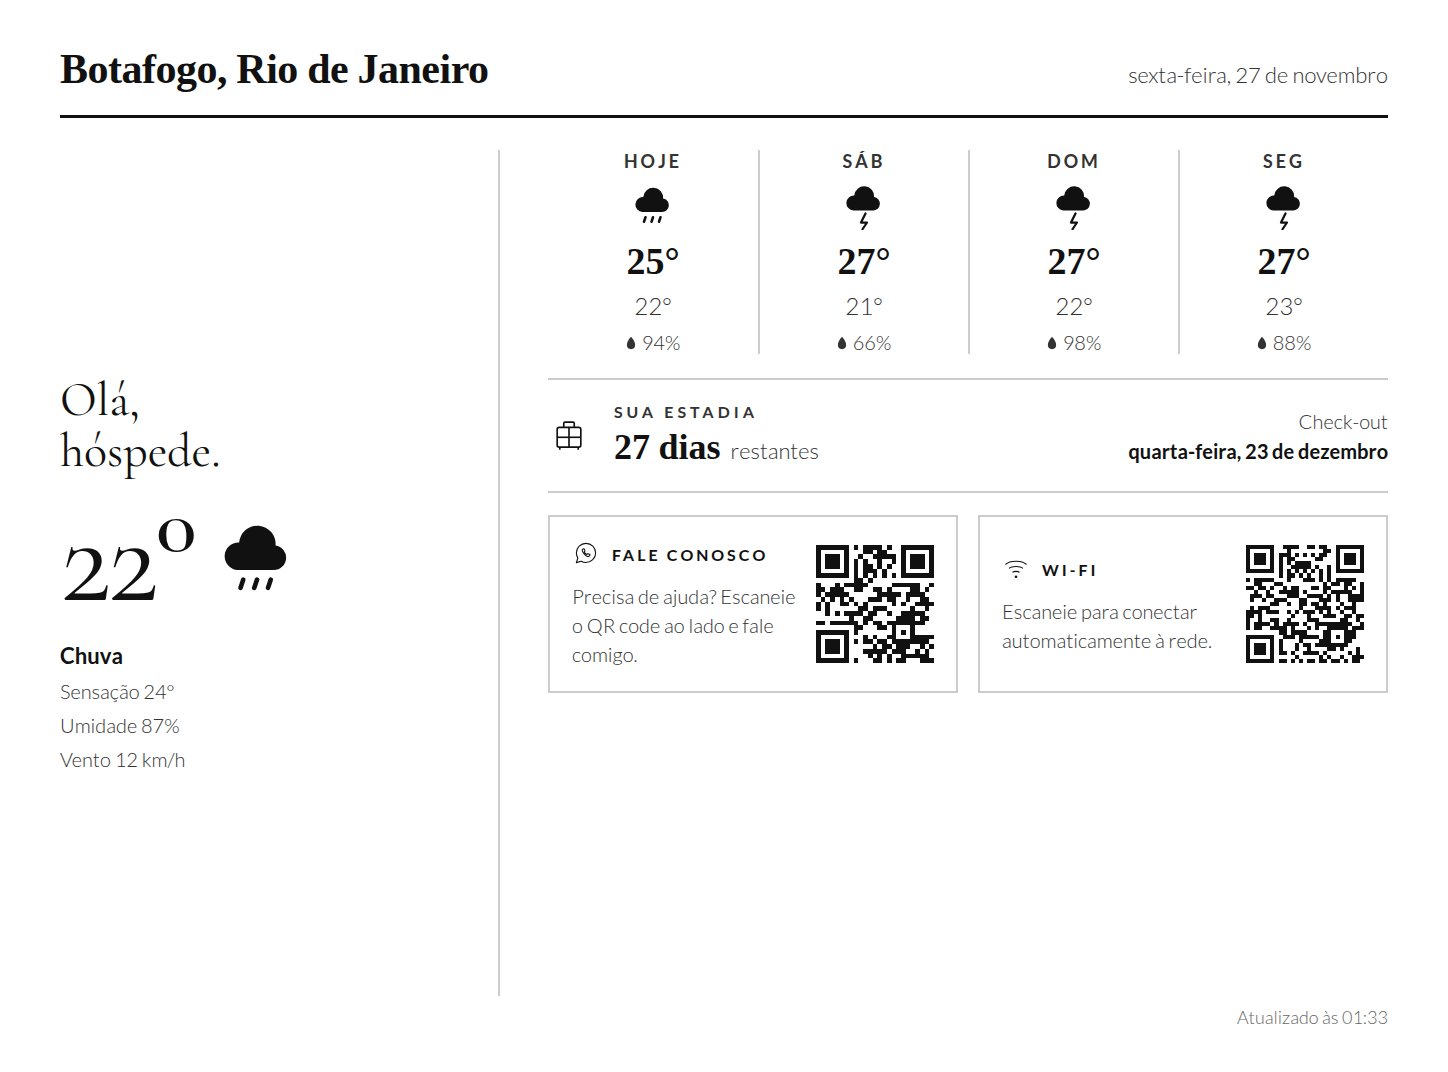 Botafogo, Rio de Janeiro
sexta-feira, 27 de novembro
Olá,
hóspede.
22°
Chuva
Sensação 24°
Umidade 87%
Vento 12 km/h
HOJE
25°
22°
94%
SÁB
27°
21°
66%
DOM
27°
22°
98%
SEG
27°
23°
88%
SUA ESTADIA
27 dias restantes
Check-out
quarta-feira, 23 de dezembro
FALE CONOSCO
Precisa de ajuda? Escaneie
o QR code ao lado e fale
comigo.
WI-FI
Escaneie para conectar
automaticamente à rede.
Atualizado às 01:33